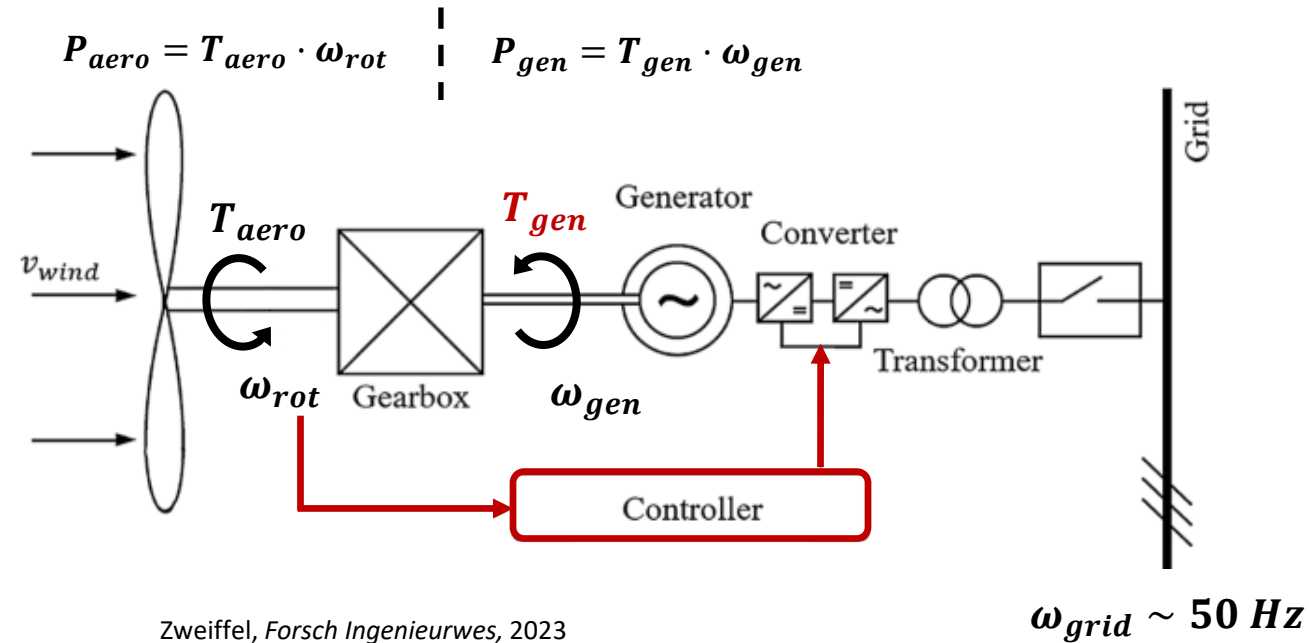 P_aero = T_aero · ω_rot
P_gen = T_gen · ω_gen
Grid
Generator
T_aero
T_gen
Converter
v_wind
~
~
=
=
~
Transformer
ω_rot
Gearbox
ω_gen
Controller
ω_grid ~ 50 Hz
Zweiffel, Forsch Ingenieurwes, 2023